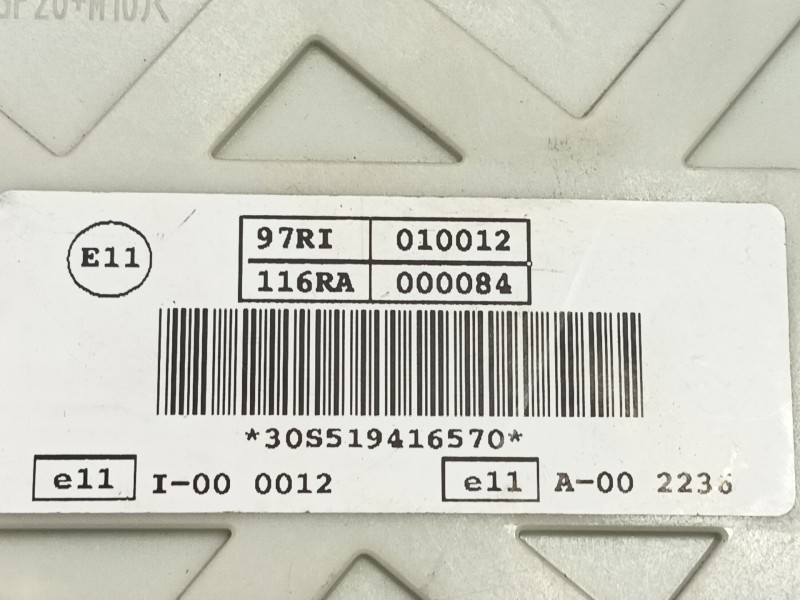 E11
97RI 010012
116RA 000084
*30S519416570*
e11 I-00 0012
e11 A-00 2236